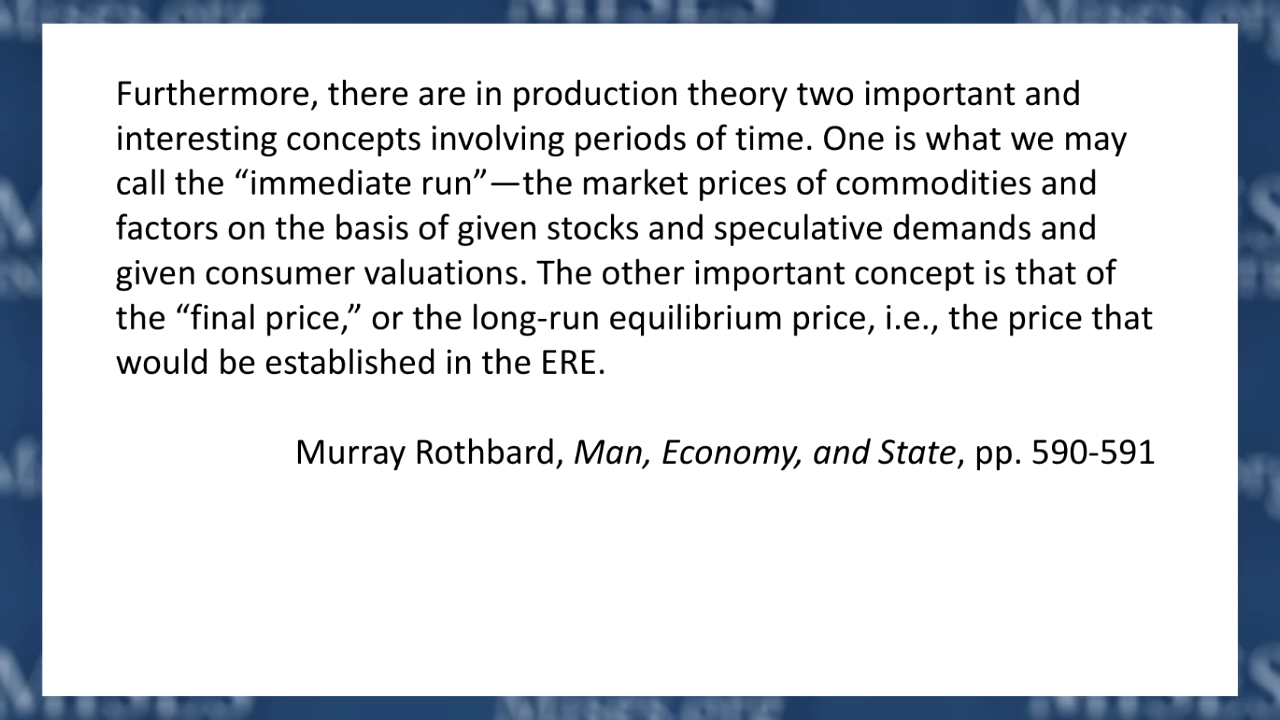 Furthermore, there are in production theory two important and
interesting concepts involving periods of time. One is what we may
call the “immediate run”—the market prices of commodities and
factors on the basis of given stocks and speculative demands and
given consumer valuations. The other important concept is that of
the “final price,” or the long-run equilibrium price, i.e., the price that
would be established in the ERE.
Murray Rothbard, Man, Economy, and State, pp. 590-591